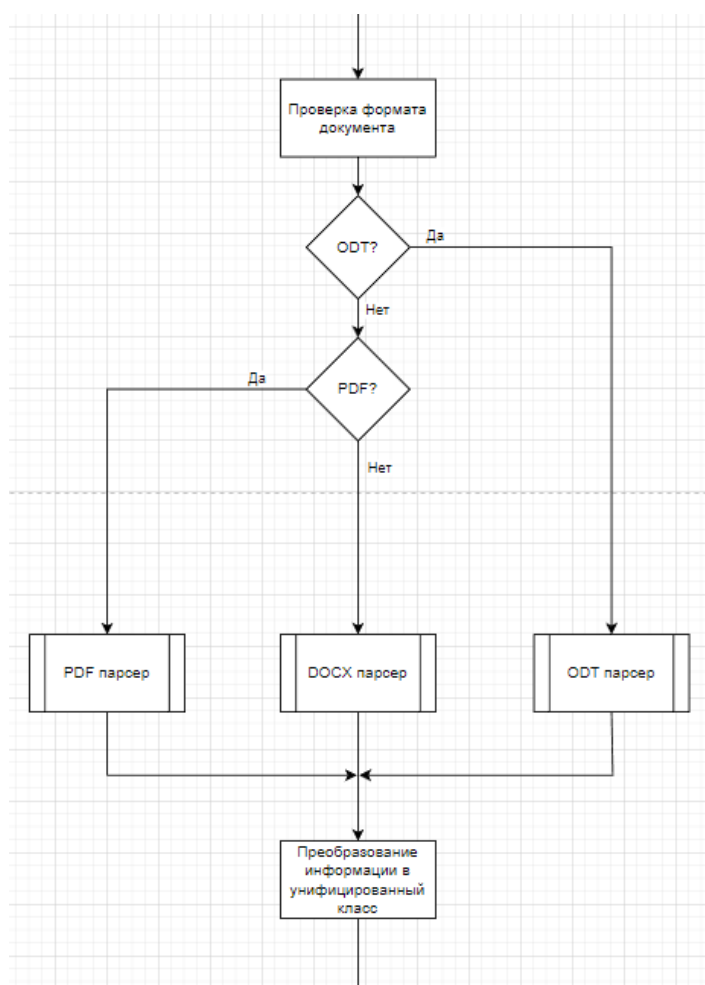 Проверка формата
документа
ODT?
Да
Нет
Да
PDF?
Нет
PDF парсер
DOCX парсер
ODT парсер
Преобразование
информации в
унифицированный
класс